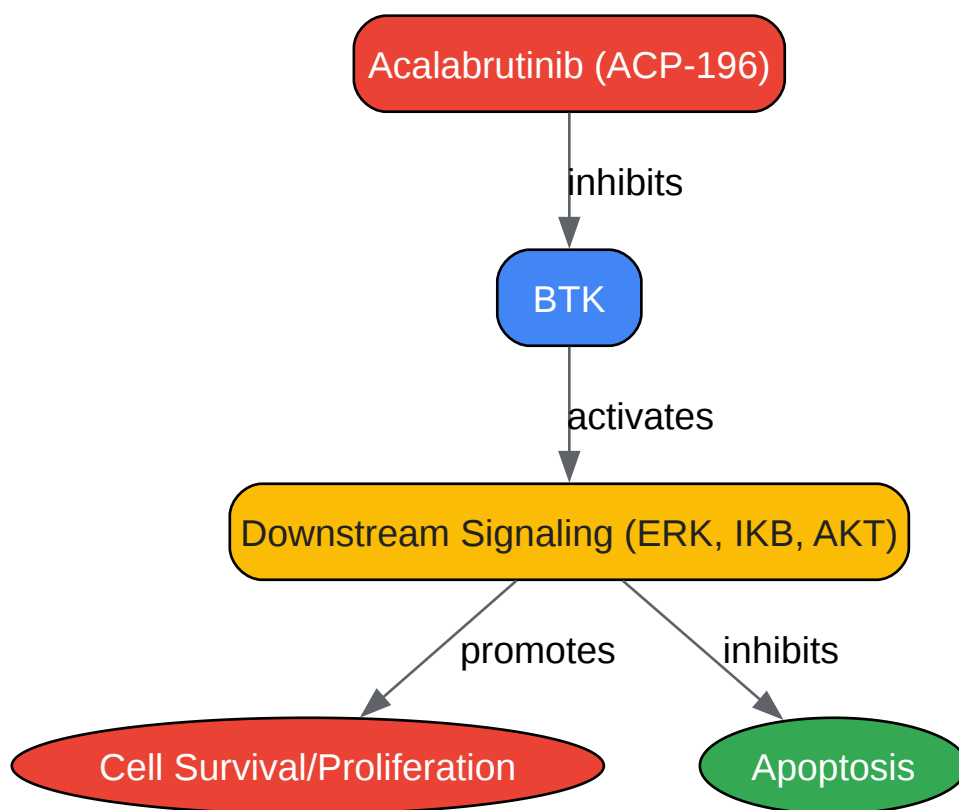 Acalabrutinib (ACP-196)
inhibits
BTK
activates
Downstream Signaling (ERK, IKB, AKT)
promotes
inhibits
Cell Survival/Proliferation
Apoptosis